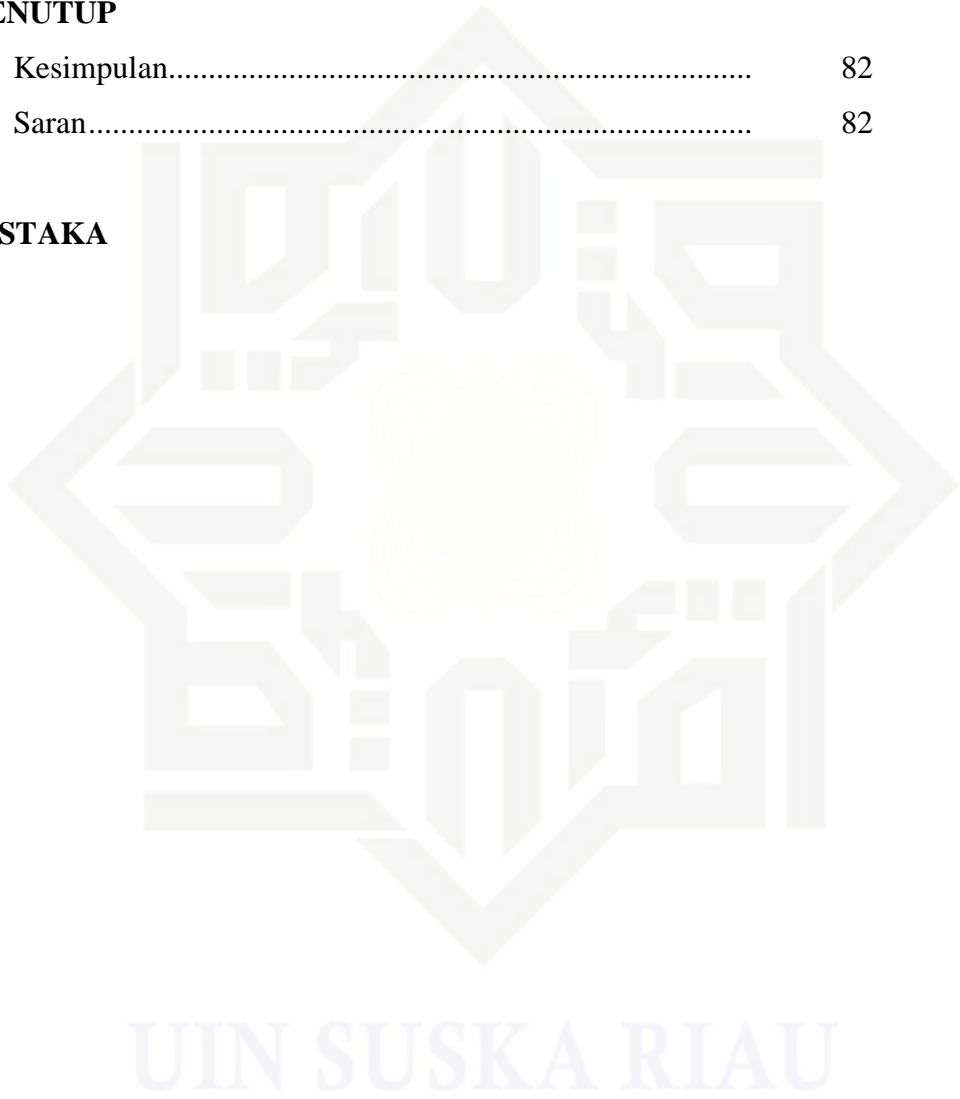 ENUTUP
Kesimpulan......................................................................... 82
Saran................................................................................... 82
STAKA
UIN SUSKA RIAU